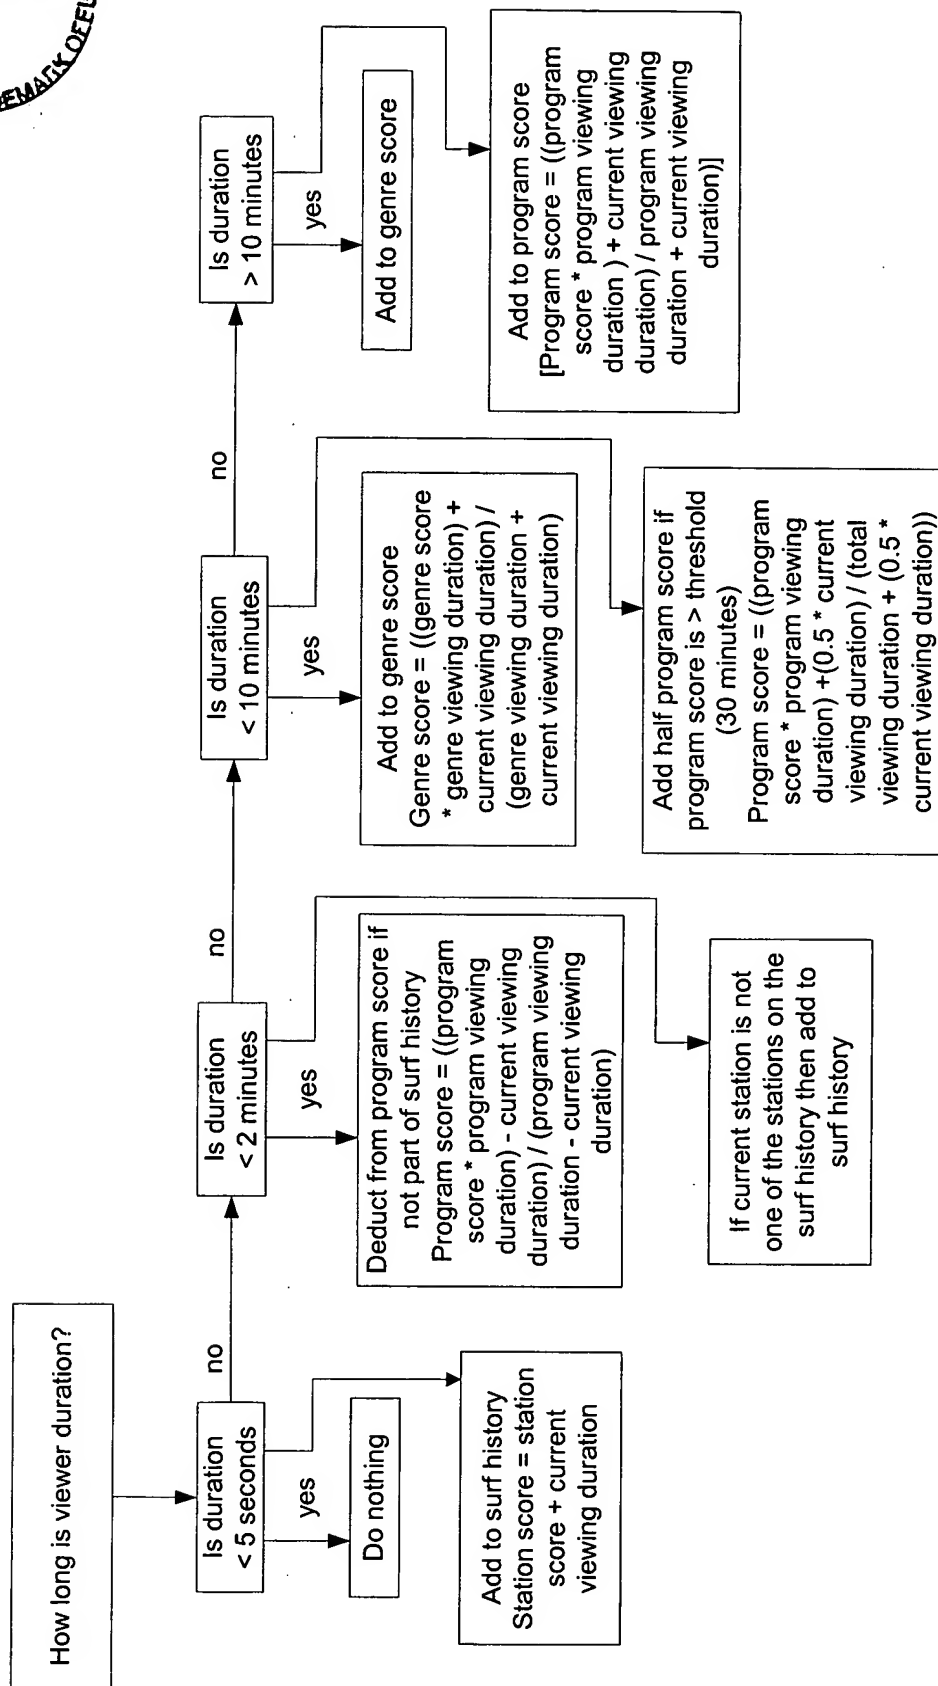 EMARK OFFI
How long is viewer duration?
Is duration
< 5 seconds
no
yes
Do nothing
Add to surf history
Station score = station
score + current
viewing duration
Is duration
< 2 minutes
no
yes
Deduct from program score if
not part of surf history
Program score = ((program
score * program viewing
duration) - current viewing
duration) / (program viewing
duration - current viewing
duration)
If current station is not
one of the stations on the
surf history then add to
surf history
Is duration
< 10 minutes
no
yes
Add to genre score
Genre score = ((genre score
* genre viewing duration) +
current viewing duration) /
(genre viewing duration +
current viewing duration)
Add half program score if
program score is > threshold
(30 minutes)
Program score = ((program
score * program viewing
duration) +(0.5 * current
viewing duration) / (total
viewing duration + (0.5 *
current viewing duration))
Is duration
> 10 minutes
yes
Add to genre score
Add to program score
[Program score = ((program
score * program viewing
duration ) + current viewing
duration) / program viewing
duration + current viewing
duration)]